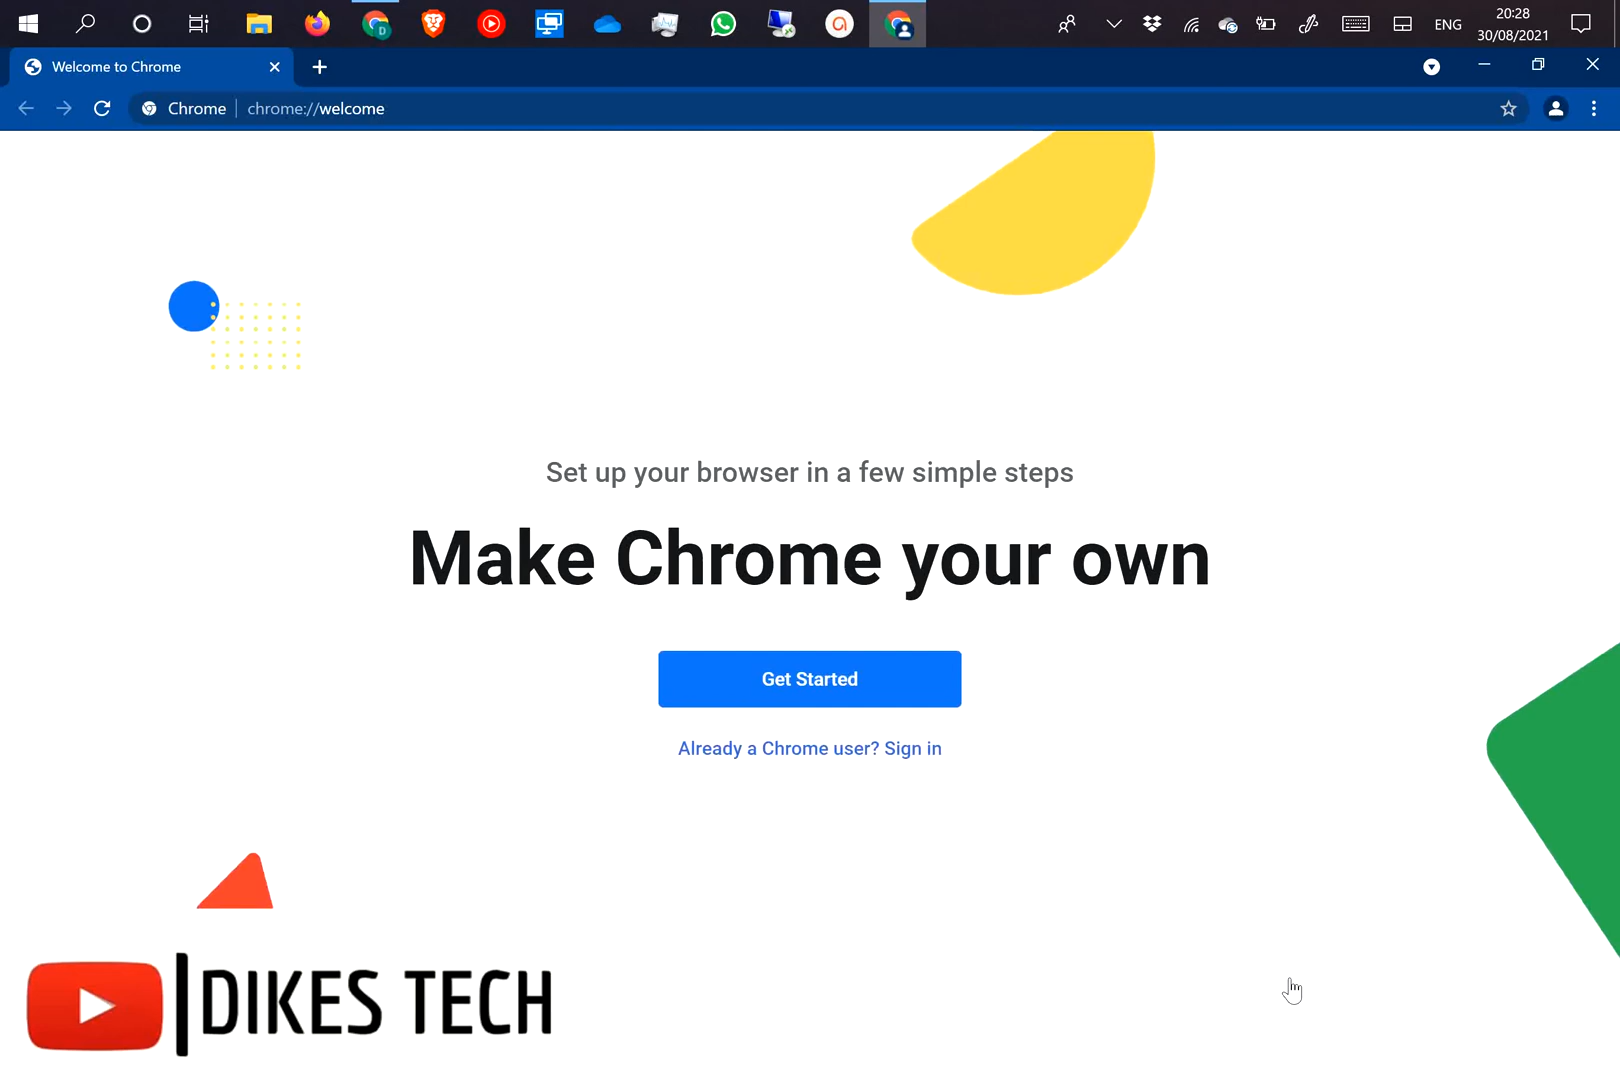 ENG
20:28
30/08/2021
Welcome to Chrome
Chrome
chrome://welcome
Set up your browser in a few simple steps
Make Chrome your own
Get Started
Already a Chrome user? Sign in
DIKES TECH